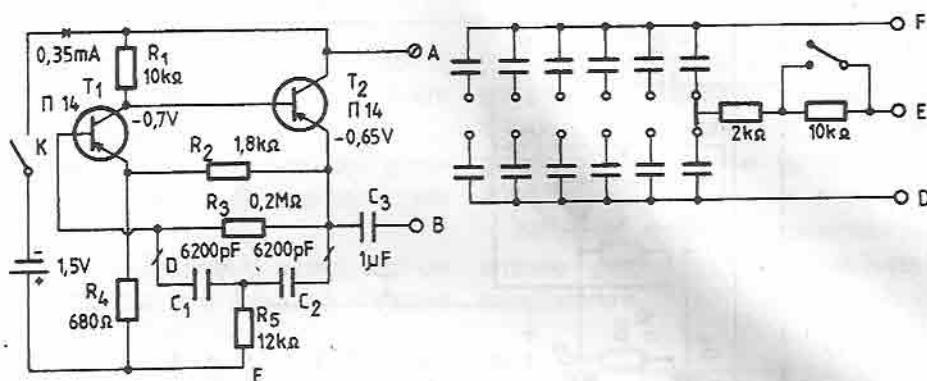 0,35mA
R1
10kΩ
T1
П 14
-0,7V
K
R2
1,8kΩ
T2
П 14
-0,65V
A
R3
0,2MΩ
C3
1µF
B
D
6200pF
6200pF
C1
C2
-
1,5V
+
R4
680Ω
R5
12kΩ
F
E
2kΩ
10kΩ
D